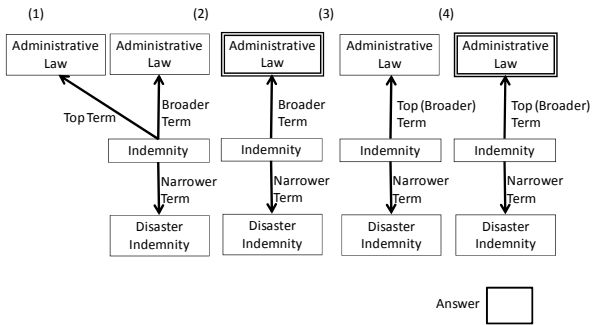 (1)
(2)
(3)
(4)
Administrative
Law
Administrative
Law
Administrative
Law
Administrative
Law
Administrative
Law
Top Term
Broader
Term
Broader
Term
Top (Broader)
Term
Top (Broader)
Term
Indemnity
Indemnity
Indemnity
Indemnity
Narrower
Term
Narrower
Term
Narrower
Term
Narrower
Term
Disaster
Indemnity
Disaster
Indemnity
Disaster
Indemnity
Disaster
Indemnity
Answer